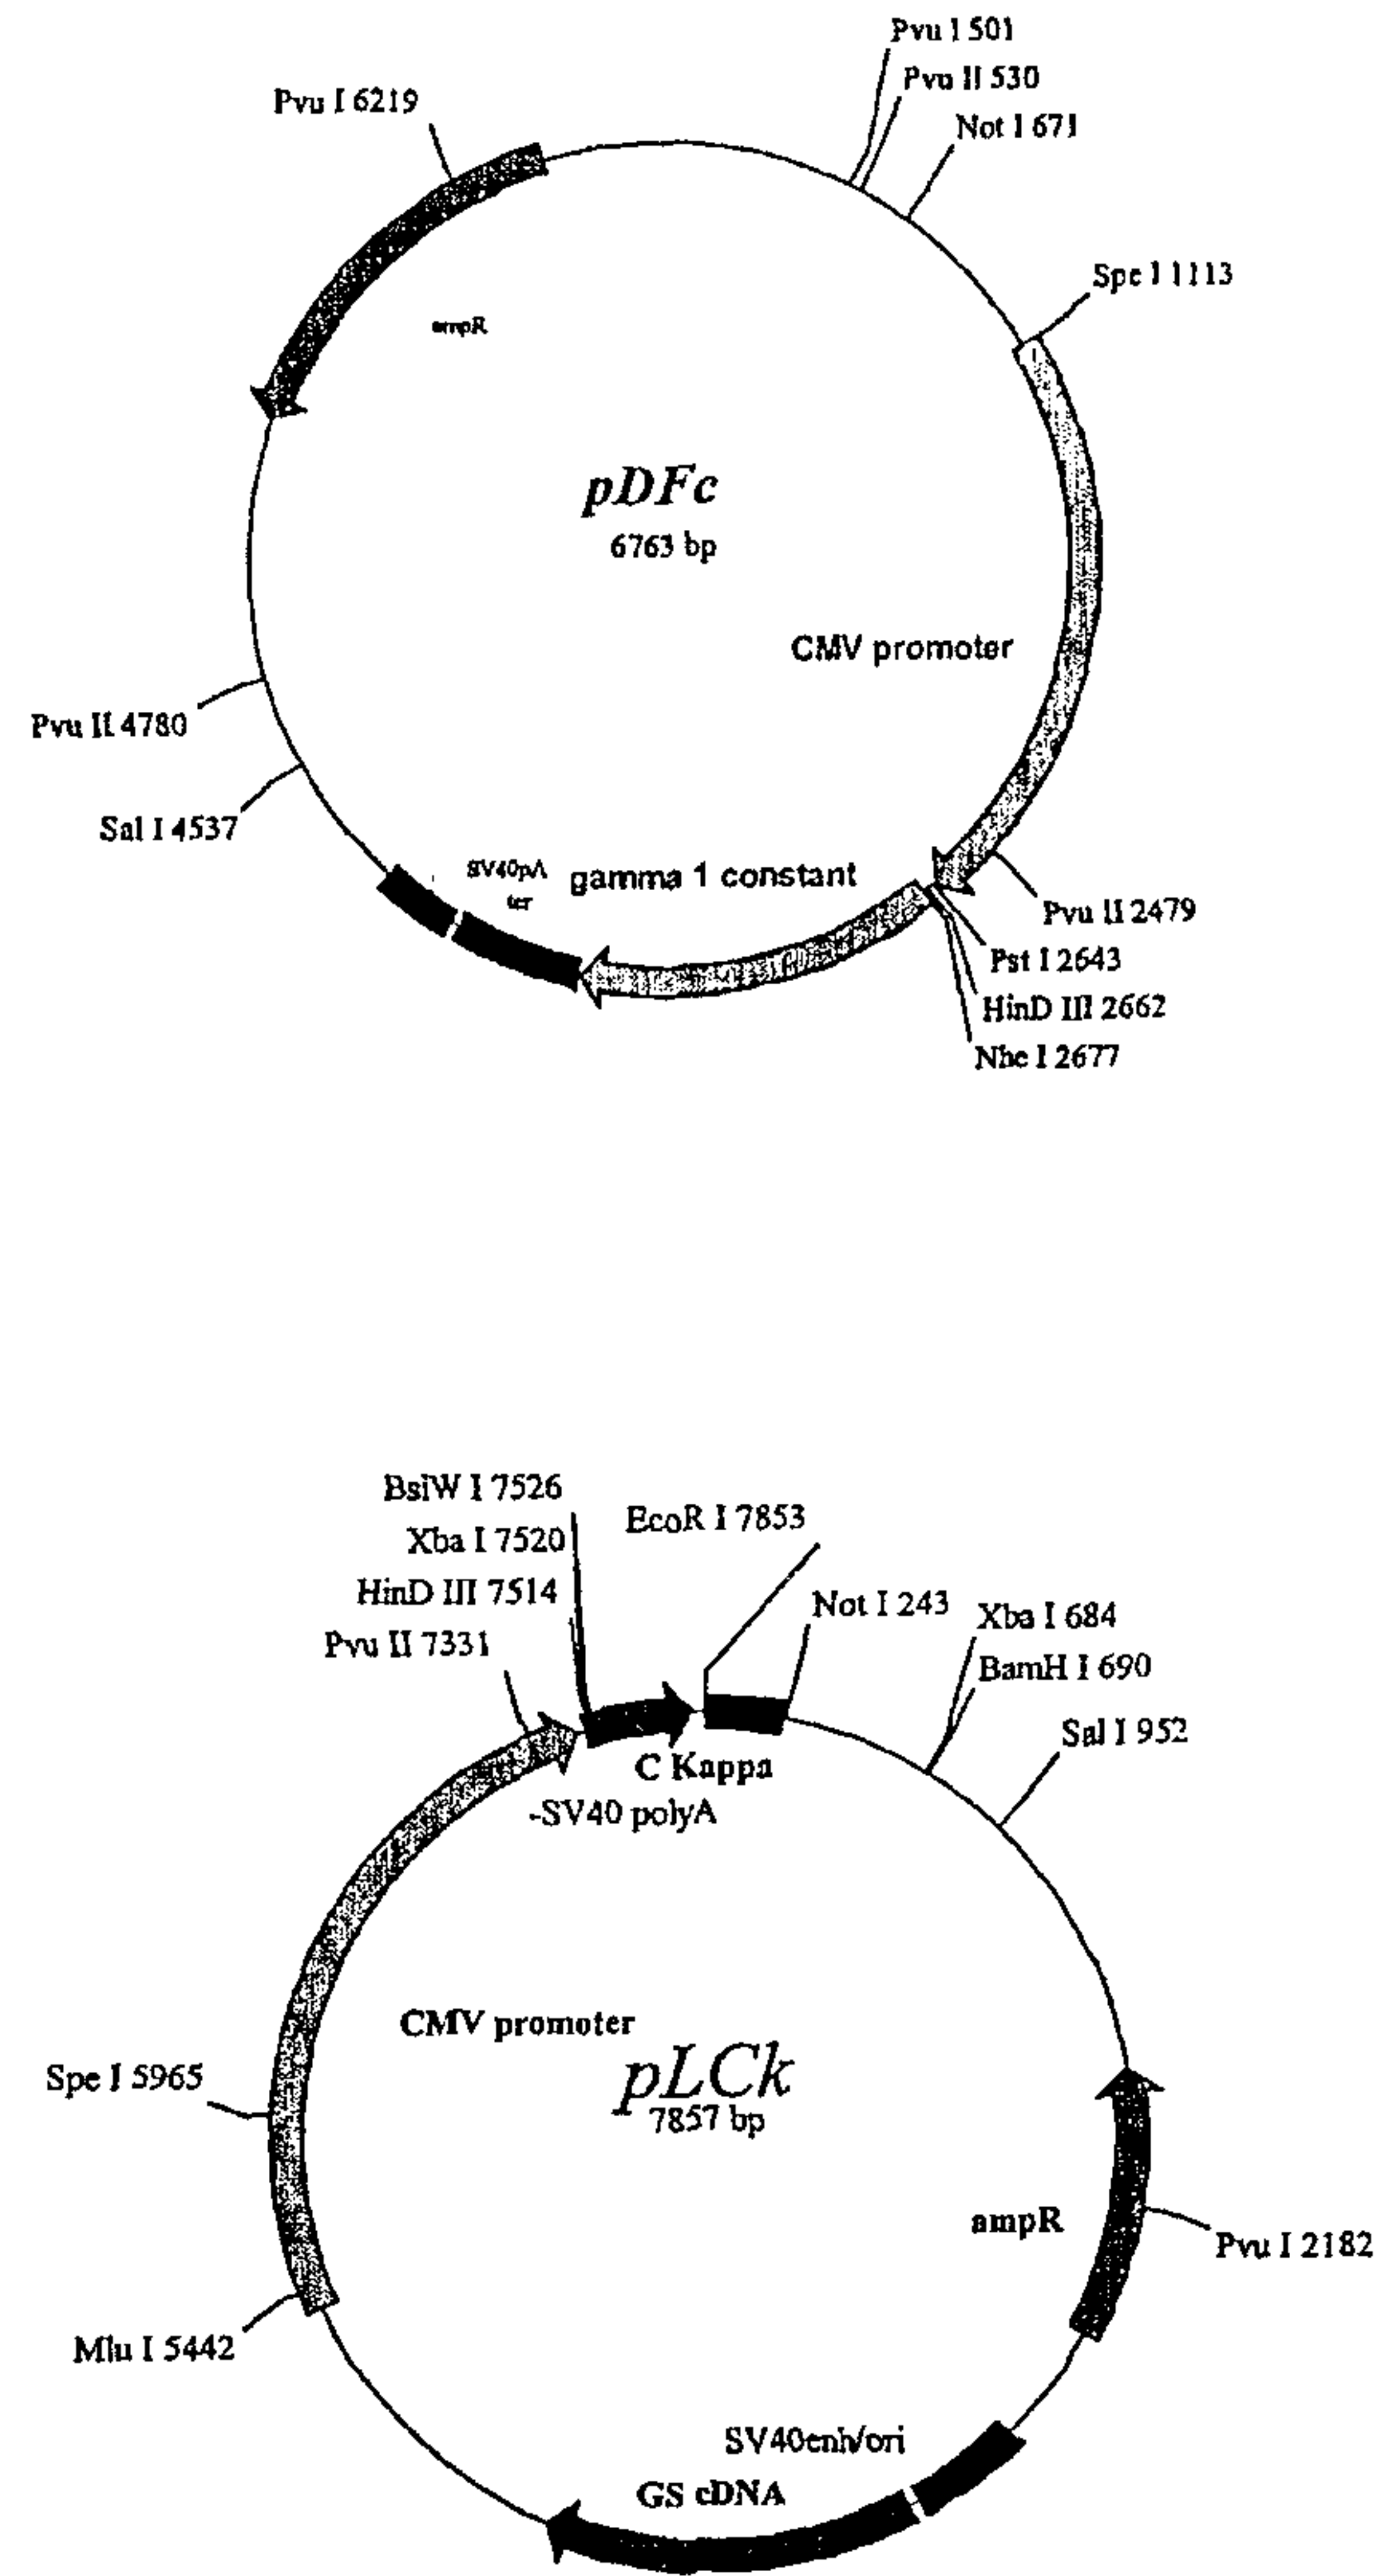 Pvu I 501
Pvu II 530
Not I 671
Pvu I 6219
Spe I 1113
ampR
pDFc
6763 bp
CMV promoter
Pvu II 4780
Sal I 4537
SV40pA
ter
gamma 1 constant
Pvu II 2479
Pst I 2643
HinD III 2662
Nhe I 2677
BsiW I 7526
Xba I 7520
HinD III 7514
Pvu II 7331
EcoR I 7853
Not I 243
Xba I 684
BamH I 690
Sal I 952
C Kappa
-SV40 polyA
CMV promoter
pLCk
7857 bp
Spe I 5965
ampR
Pvu I 2182
Mlu I 5442
SV40enh/ori
GS cDNA